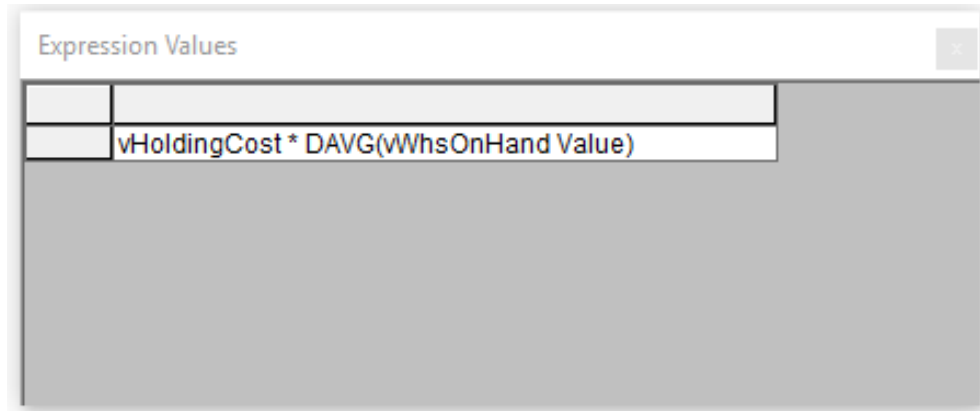 Expression Values
x
vHoldingCost * DAVG(vWhsOnHand Value)